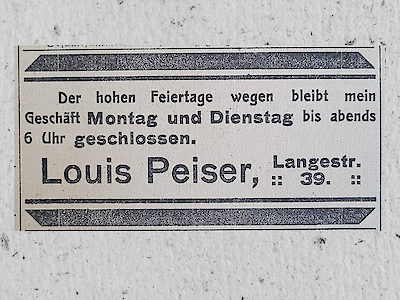 Der hohen Feiertage wegen bleibt mein
Geschäft Montag und Dienstag bis abends
6 Uhr geschlossen.
Louis Peiser, Langestr.
:: 39. ::